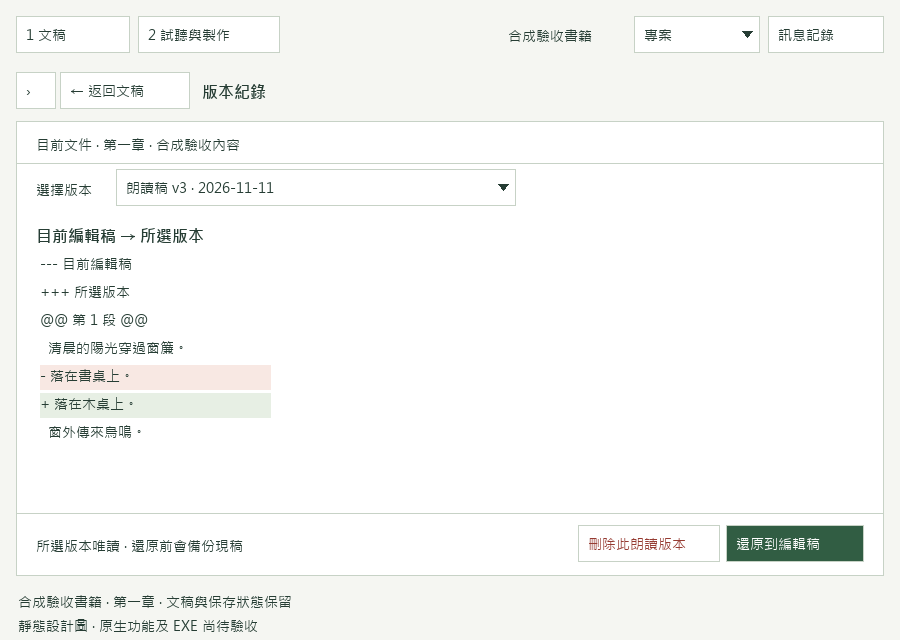 1 文稿 2 試聽與製作 合成驗收書籍 專案 訊息記錄
› ← 返回文稿 版本紀錄
目前文件 · 第一章 · 合成驗收內容
選擇版本 朗讀稿 v3 · 2026-11-11
目前編輯稿 → 所選版本
--- 目前編輯稿
+++ 所選版本
@@ 第 1 段 @@
清晨的陽光穿過窗簾。
- 落在書桌上。
+ 落在木桌上。
窗外傳來鳥鳴。
所選版本唯讀 · 還原前會備份現稿 刪除此朗讀版本 還原到編輯稿
合成驗收書籍 · 第一章 · 文稿與保存狀態保留
靜態設計圖 · 原生功能及 EXE 尚待驗收